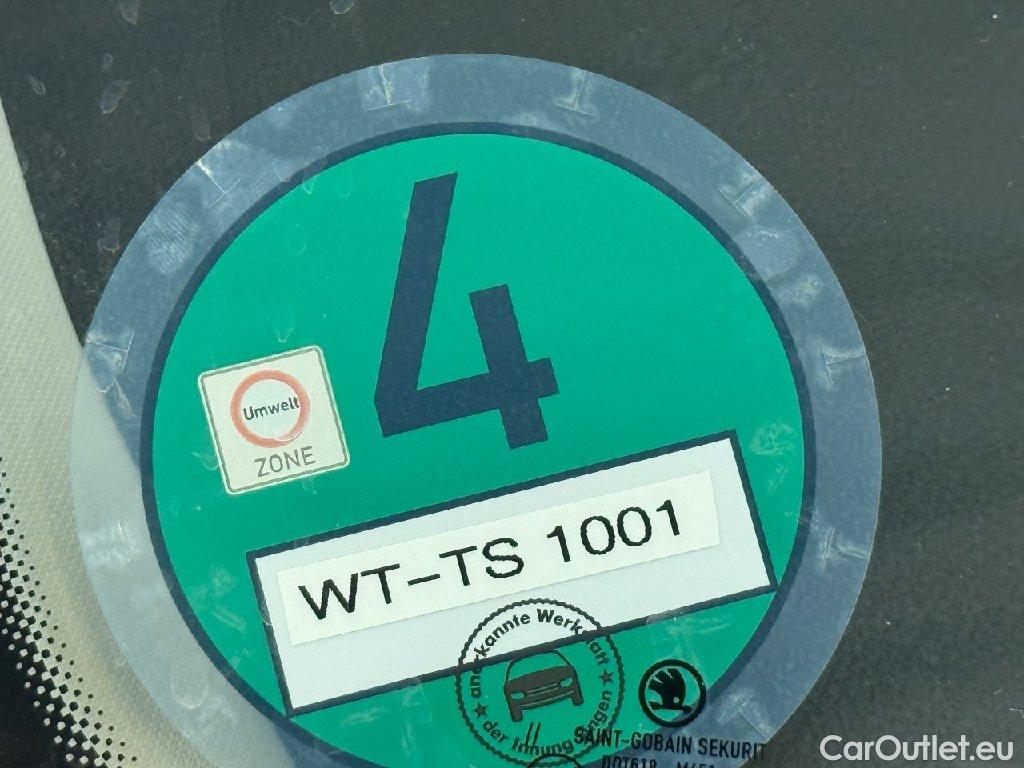 4
Umwelt
ZONE
WT-TS 1001
anerkannte Werkstatt
der Innung
SAINT-GOBAIN SEKURIT
CarOutlet.eu